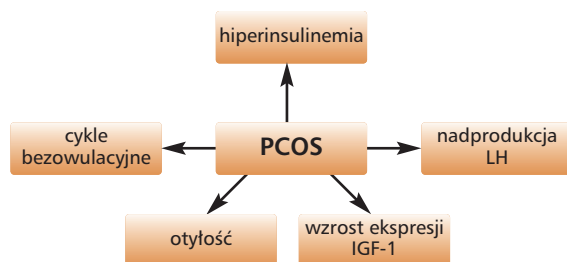 hiperinsulinemia
cykle
bezowulacyjne
PCOS
nadprodukcja
LH
otyłość
wzrost ekspresji
IGF-1